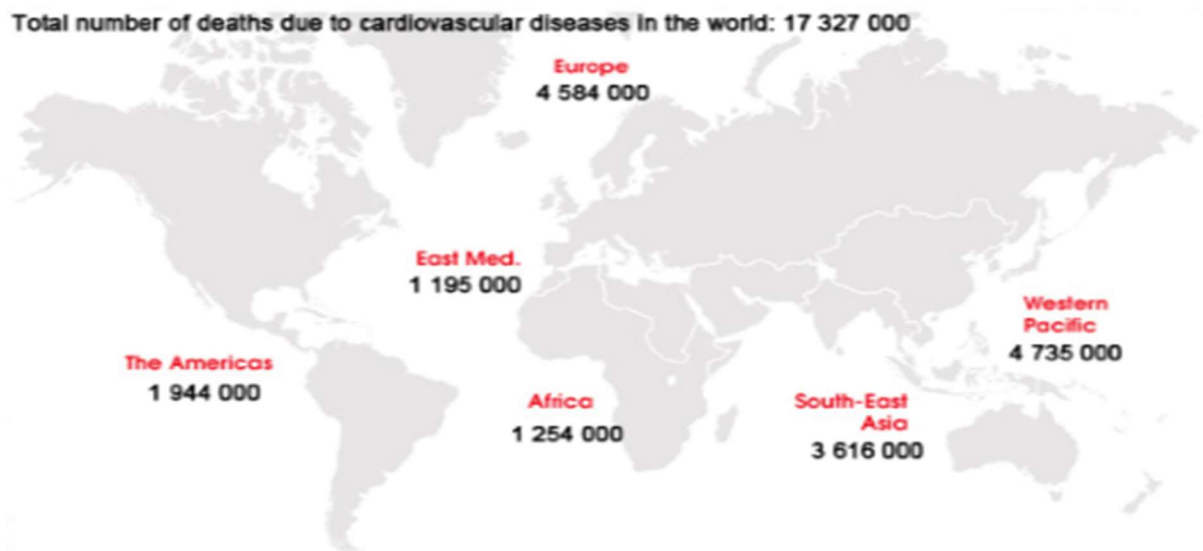 Total number of deaths due to cardiovascular diseases in the world: 17 327 000
Europe
4 584 000
East Med.
1 195 000
Western
Pacific
4 735 000
The Americas
1 944 000
Africa
1 254 000
South-East
Asia
3 616 000